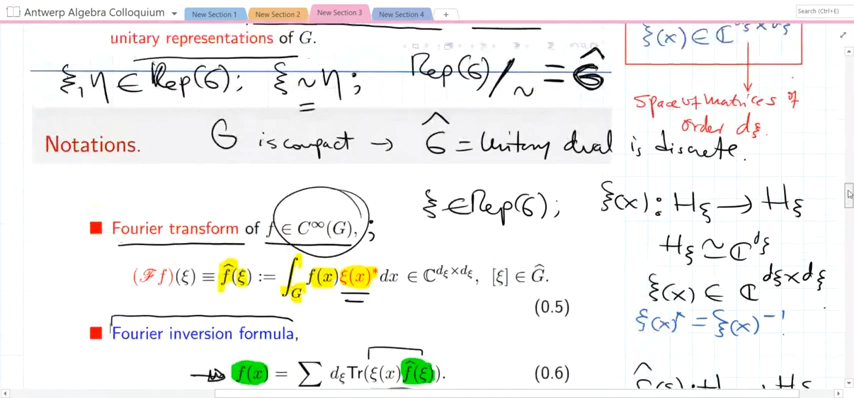 Antwerp Algebra Colloquium
New Section 1
New Section 2
New Section 3
New Section 4
+
Search (Ctrl+E)
unitary representations of G.
ξ, η ∈ Rep(G); ξ ~ η; Rep(G)/~ = Ĝ
Notations. G is compact → Ĝ = Unitary dual is discrete.
Fourier transform of f ∈ C^∞(G), ;
(ℱf)(ξ) ≡ f̂(ξ) := ∫_G f(x)ξ(x)*dx ∈ ℂ^{dξ×dξ}, [ξ] ∈ Ĝ.
(0.5)
Fourier inversion formula,
→ f(x) = ∑ d_ξ Tr(ξ(x)f̂(ξ)). (0.6)
ξ(x) ∈ ℂ^{dξ×dξ}
Space of matrices of
order dξ.
ξ ∈ Rep(G); ξ(x): Hξ → Hξ
Hξ ≃ ℂ^{dξ}
ξ(x) ∈ ℂ^{dξ×dξ}
ξ(x)* = ξ(x)^{-1}